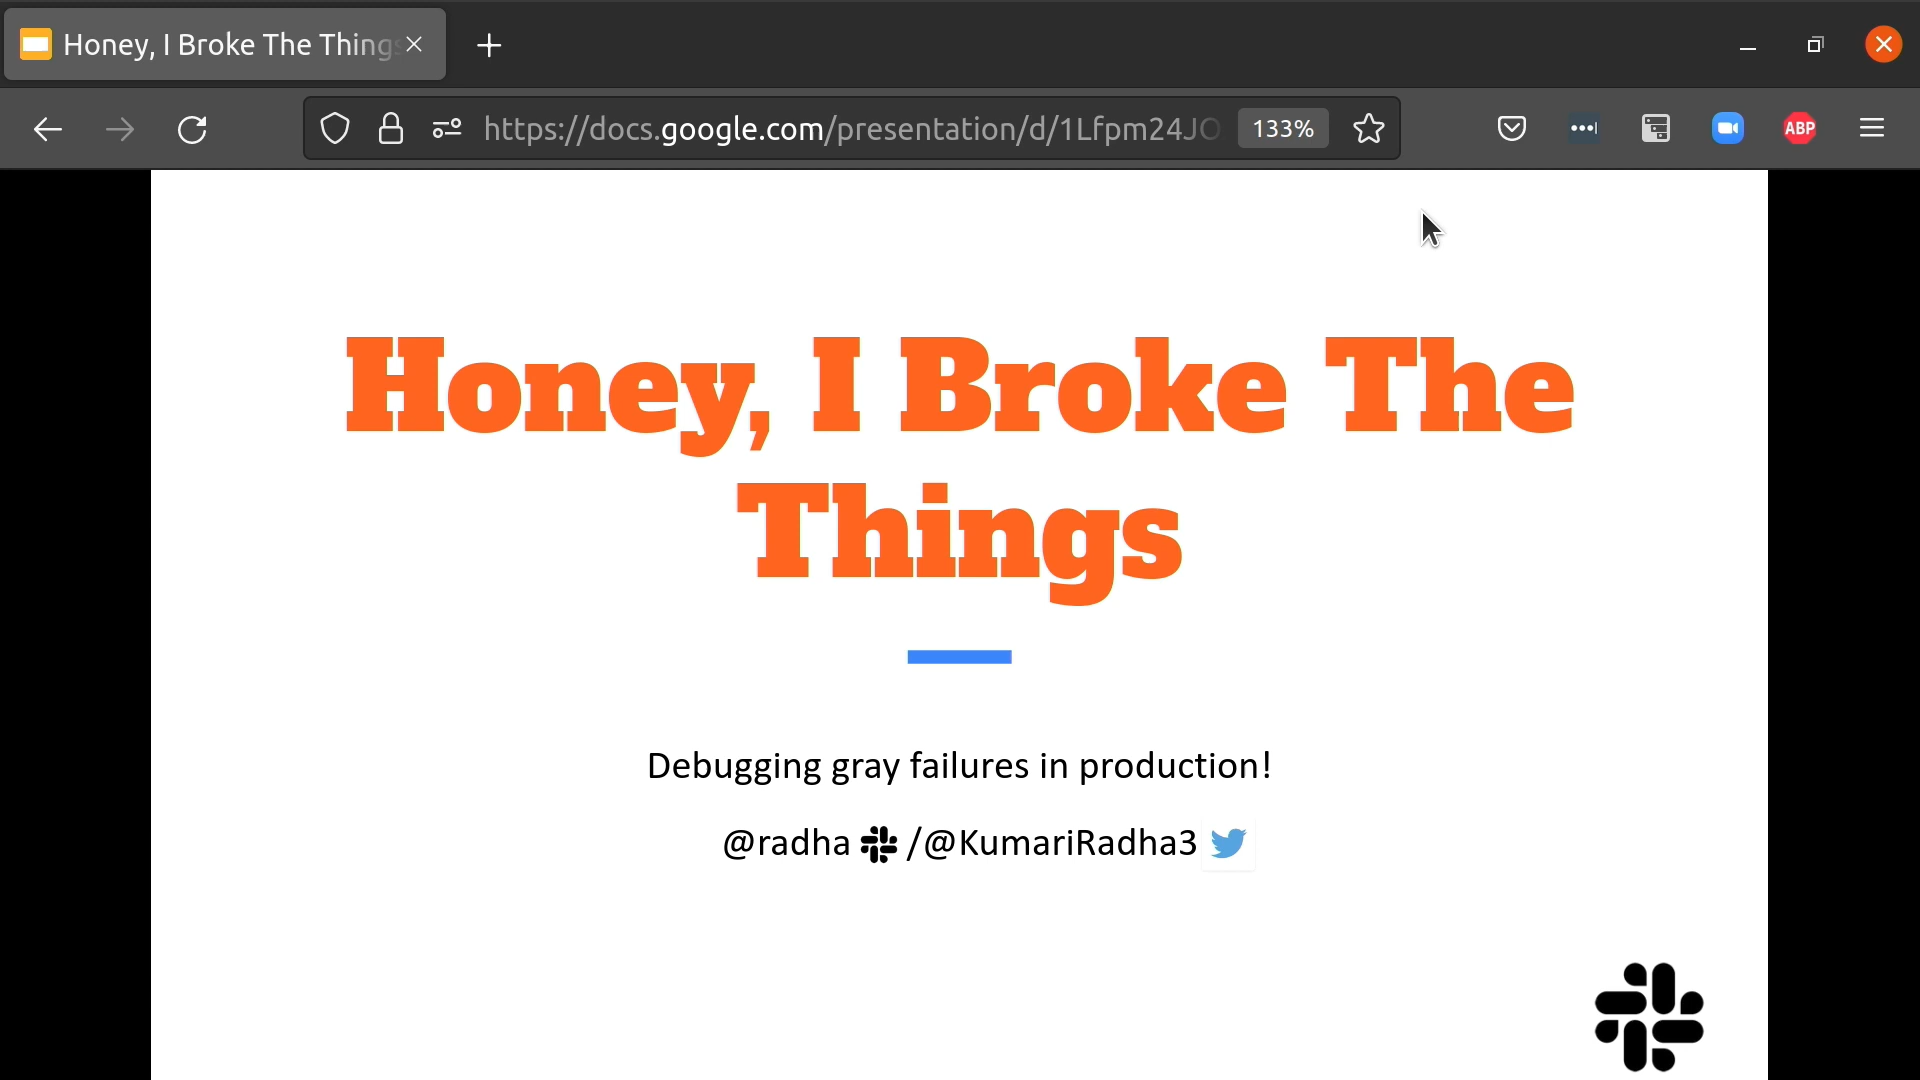 Honey, I Broke The Things
https://docs.google.com/presentation/d/1Lfpm24JO
133%
ABP
Honey, I Broke The
Things
Debugging gray failures in production!
@radha /@KumariRadha3